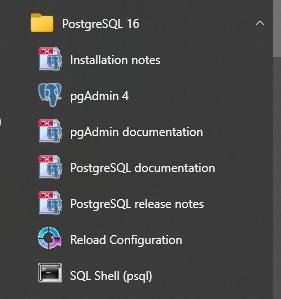 PostgreSQL 16
Installation notes
pgAdmin 4
pgAdmin documentation
PostgreSQL documentation
PostgreSQL release notes
Reload Configuration
SQL Shell (psql)